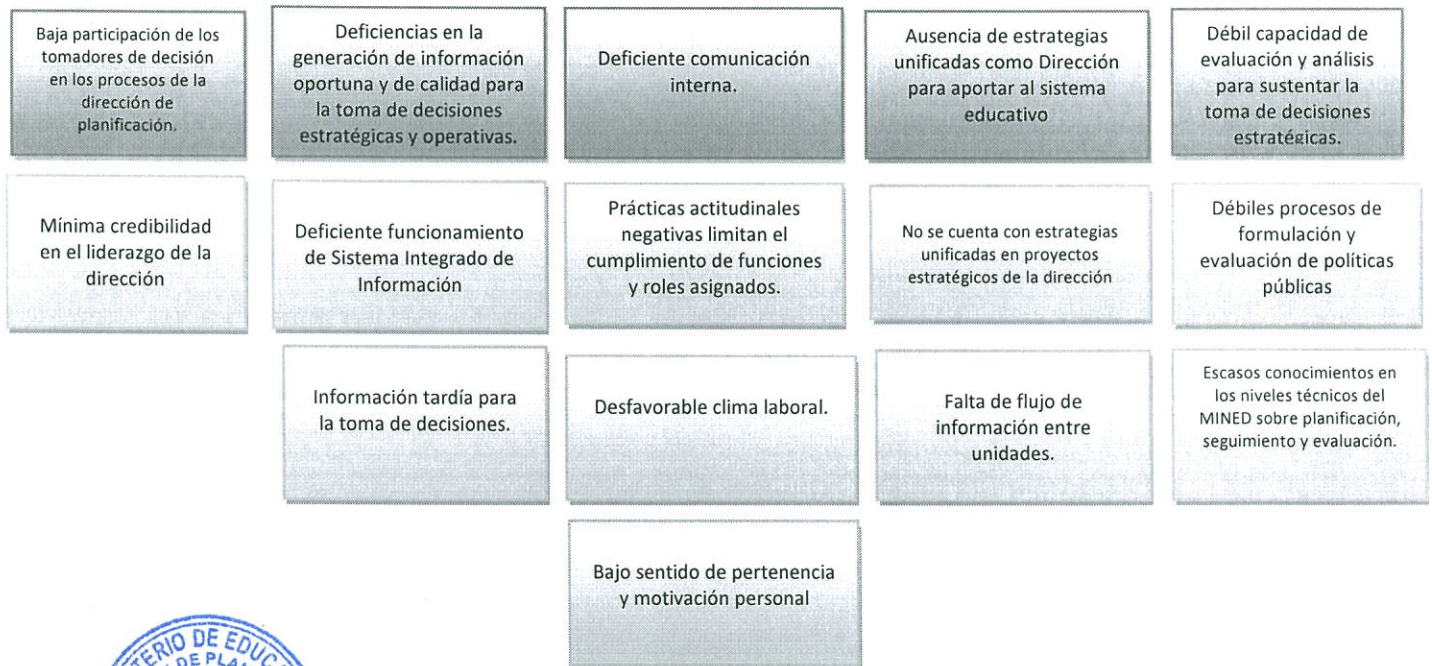 Baja participación de los
tomadores de decisión
en los procesos de la
dirección de
planificación.
Deficiencias en la
generación de información
oportuna y de calidad para
la toma de decisiones
estratégicas y operativas.
Deficiente comunicación
interna.
Ausencia de estrategias
unificadas como Dirección
para aportar al sistema
educativo
Débil capacidad de
evaluación y análisis
para sustentar la
toma de decisiones
estratégicas.
Mínima credibilidad
en el liderazgo de la
dirección
Deficiente funcionamiento
de Sistema Integrado de
Información
Prácticas actitudinales
negativas limitan el
cumplimiento de funciones
y roles asignados.
No se cuenta con estrategias
unificadas en proyectos
estratégicos de la dirección
Débiles procesos de
formulación y
evaluación de políticas
públicas
Información tardía para
la toma de decisiones.
Desfavorable clima laboral.
Falta de flujo de
información entre
unidades.
Escasos conocimientos en
los niveles técnicos del
MINED sobre planificación,
seguimiento y evaluación.
Bajo sentido de pertenencia
y motivación personal
DE
DE